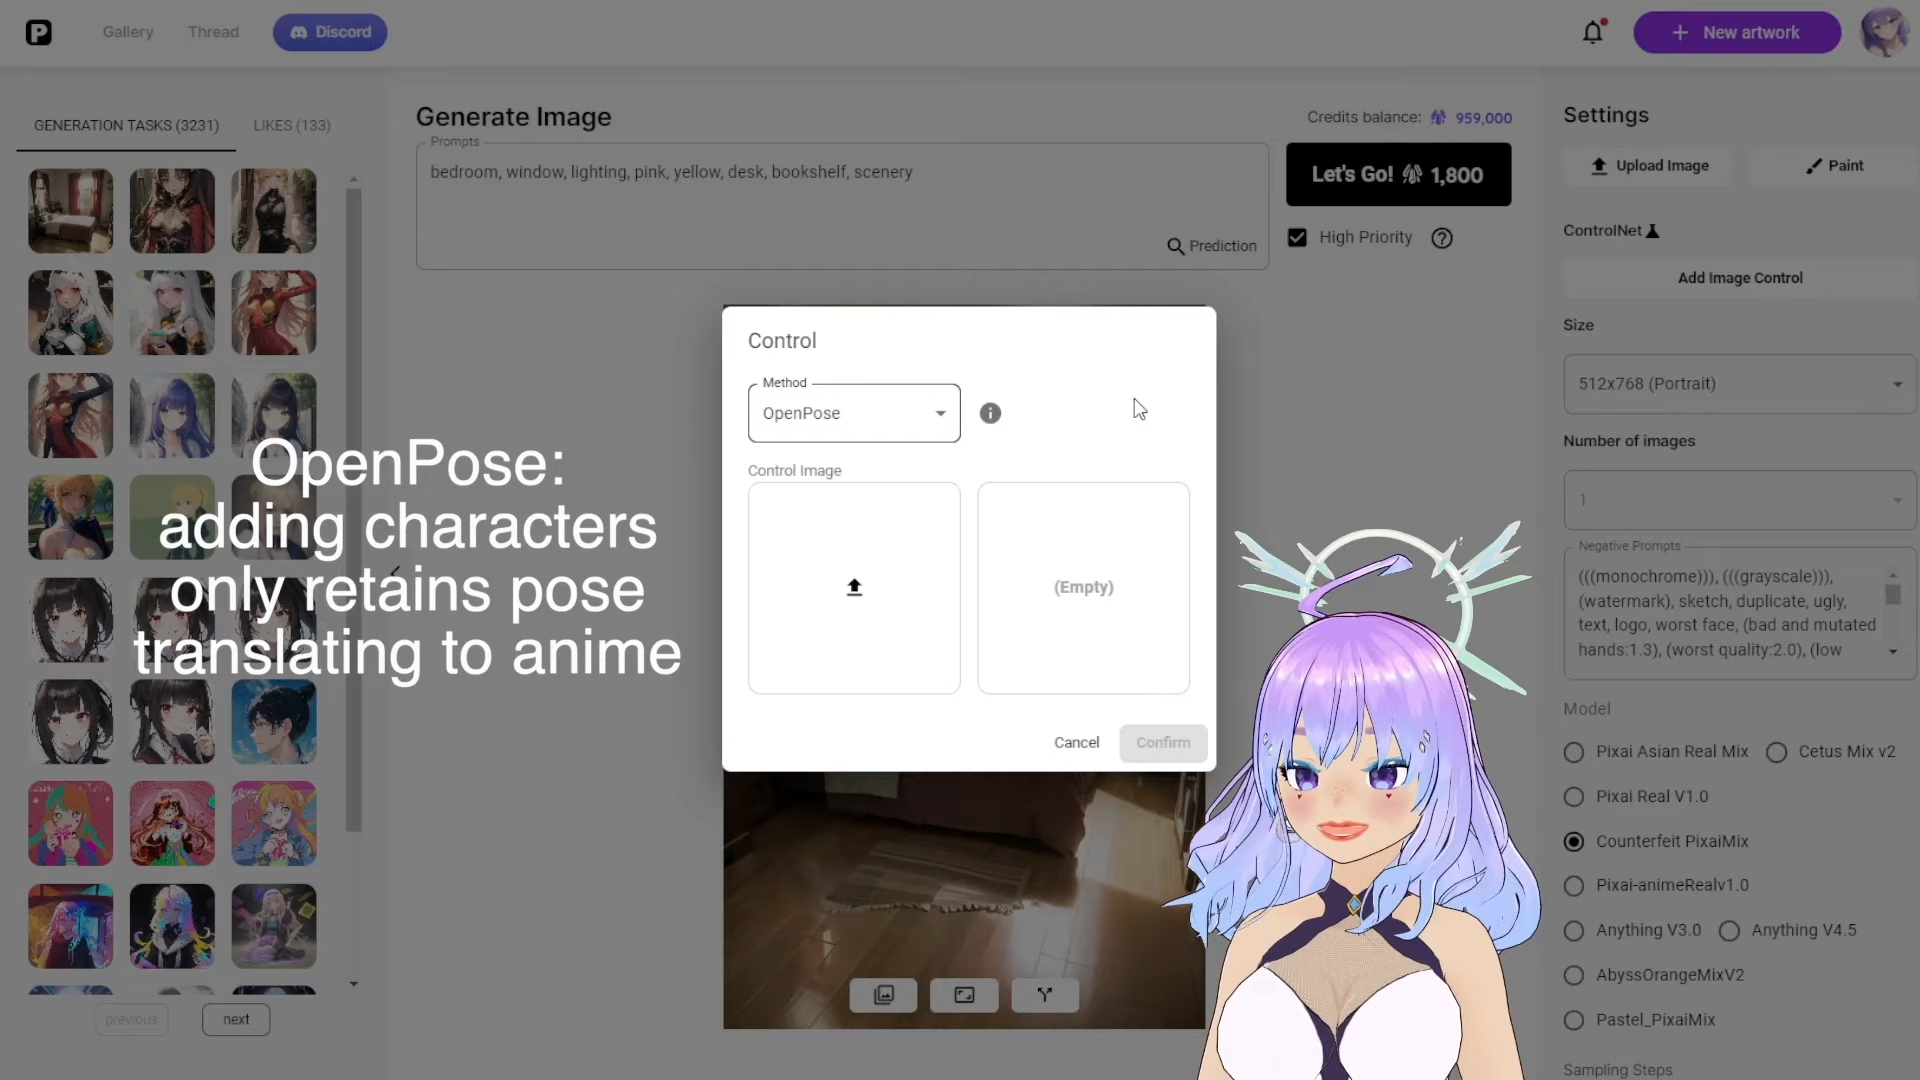 P
Gallery
Thread
Discord
New artwork
GENERATION TASKS (3231)
LIKES (133)
previous
next
Generate Image
Credits balance: 959,000
Prompts
bedroom, window, lighting, pink, yellow, desk, bookshelf, scenery
Prediction
Let's Go! 1,800
High Priority
OpenPose:
adding characters
only retains pose
translating to anime
Control
Method
OpenPose
Control Image
(Empty)
Cancel
Confirm
Settings
Upload Image
Paint
ControlNet
Add Image Control
Size
512x768 (Portrait)
Number of images
1
Negative Prompts
(((monochrome))), (((grayscale))),
(watermark), sketch, duplicate, ugly,
text, logo, worst face, (bad and mutated
hands:1.3), (worst quality:2.0), (low
Model
Pixai Asian Real Mix
Cetus Mix v2
Pixai Real V1.0
Counterfeit PixaiMix
Pixai-animeRealv1.0
Anything V3.0
Anything V4.5
AbyssOrangeMixV2
Pastel_PixaiMix
Sampling Steps